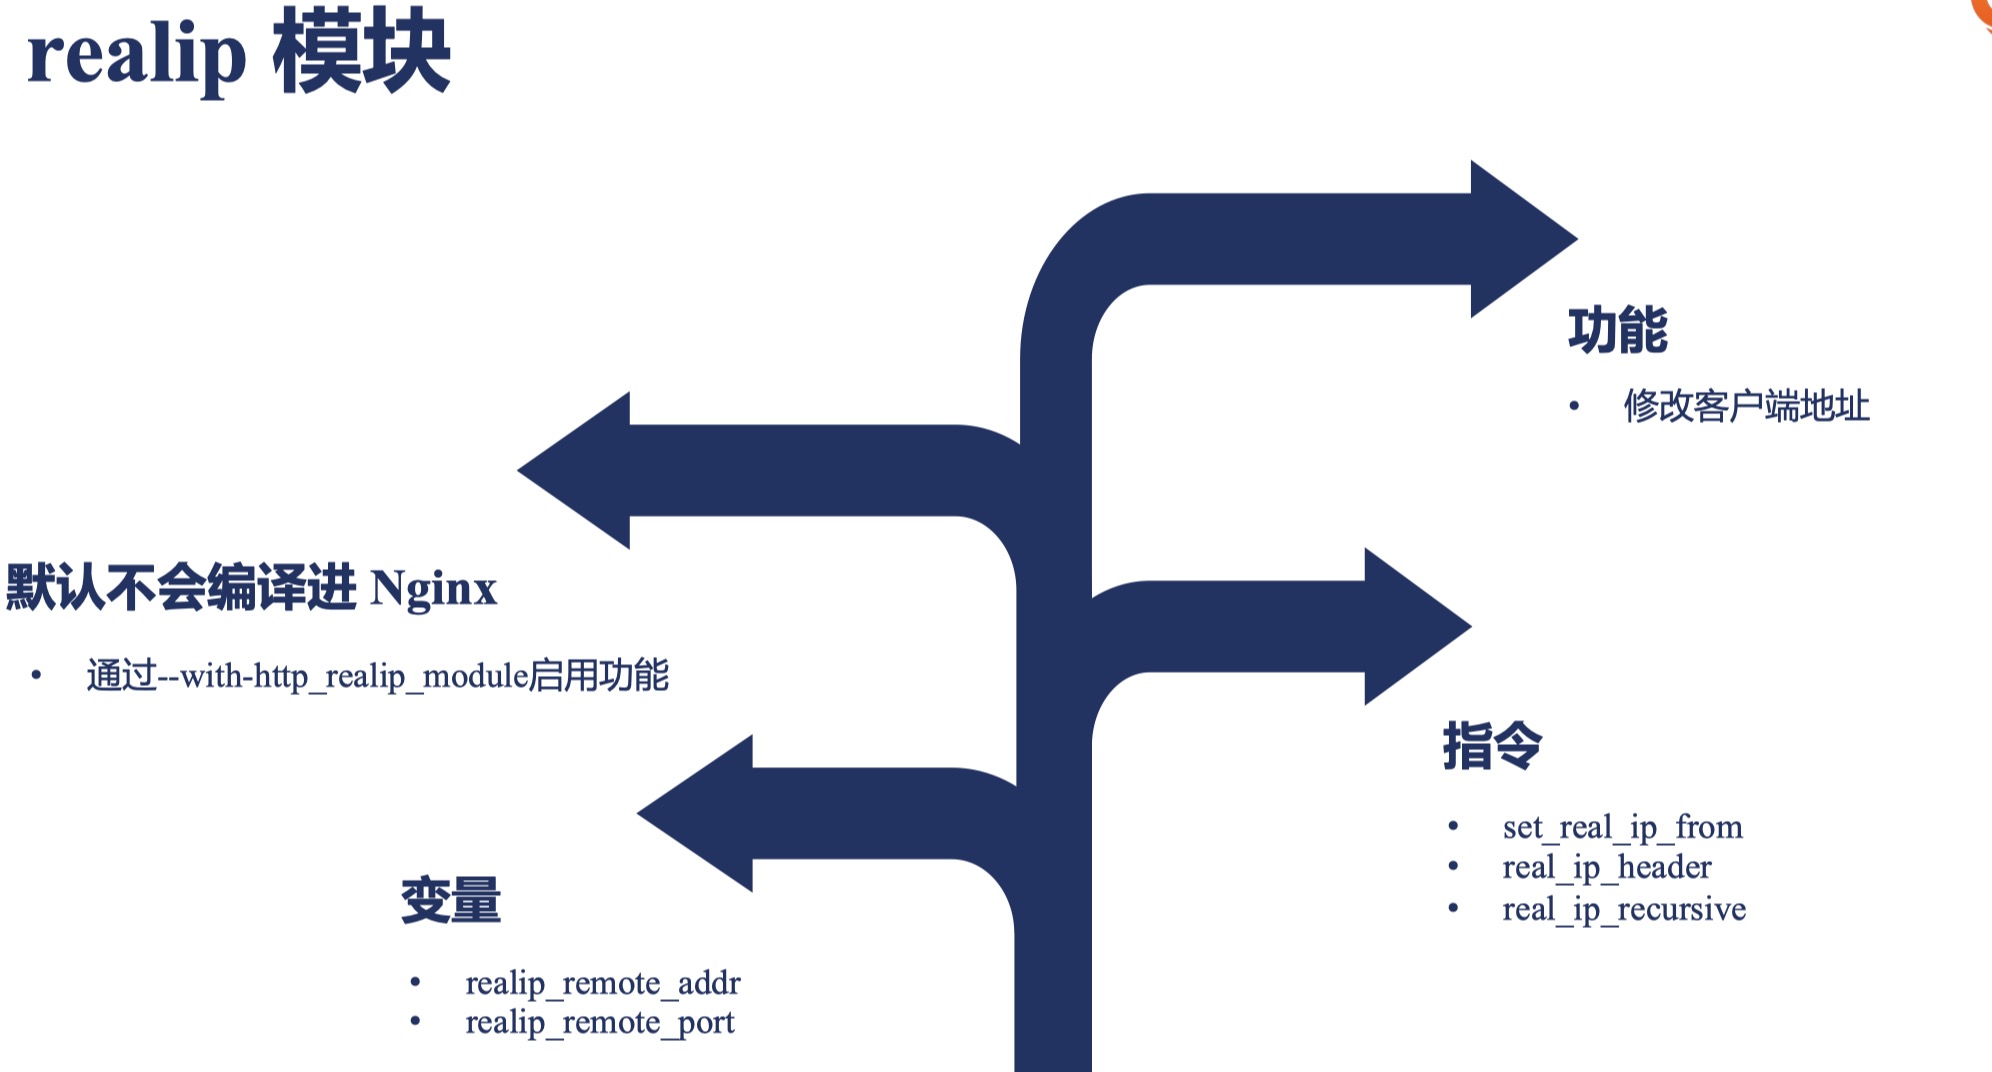 realip 模块
功能
• 修改客户端地址
默认不会编译进 Nginx
• 通过--with-http_realip_module启用功能
指令
• set_real_ip_from
• real_ip_header
• real_ip_recursive
变量
• realip_remote_addr
• realip_remote_port